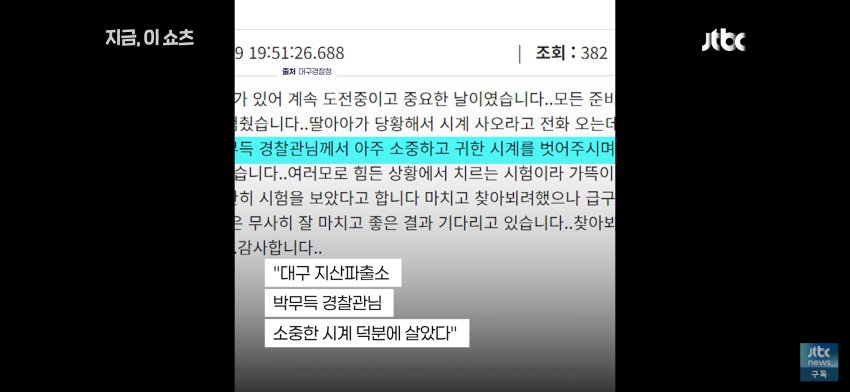 지금, 이 쇼츠
jtbc
9 19:51:26.688 | 조회 : 382
출처 대구경찰청
가 있어 계속 도전중이고 중요한 날이였습니다..모든 준비
춨습니다..딸아아가 당황해서 시계 사오라고 전화 오는데
무득 경찰관님께서 아주 소중하고 귀한 시계를 벗어주시며
습니다..여러모로 힘든 상황에서 치르는 시험이라 가뜩이
히 시험을 보았다고 합니다 마치고 찾아뵈려했으나 급구
은 무사히 잘 마치고 좋은 결과 기다리고 있습니다..찾아보
.감사합니다..
"대구 지산파출소
박무득 경찰관님
소중한 시계 덕분에 살았다"
jtbc
news
구독